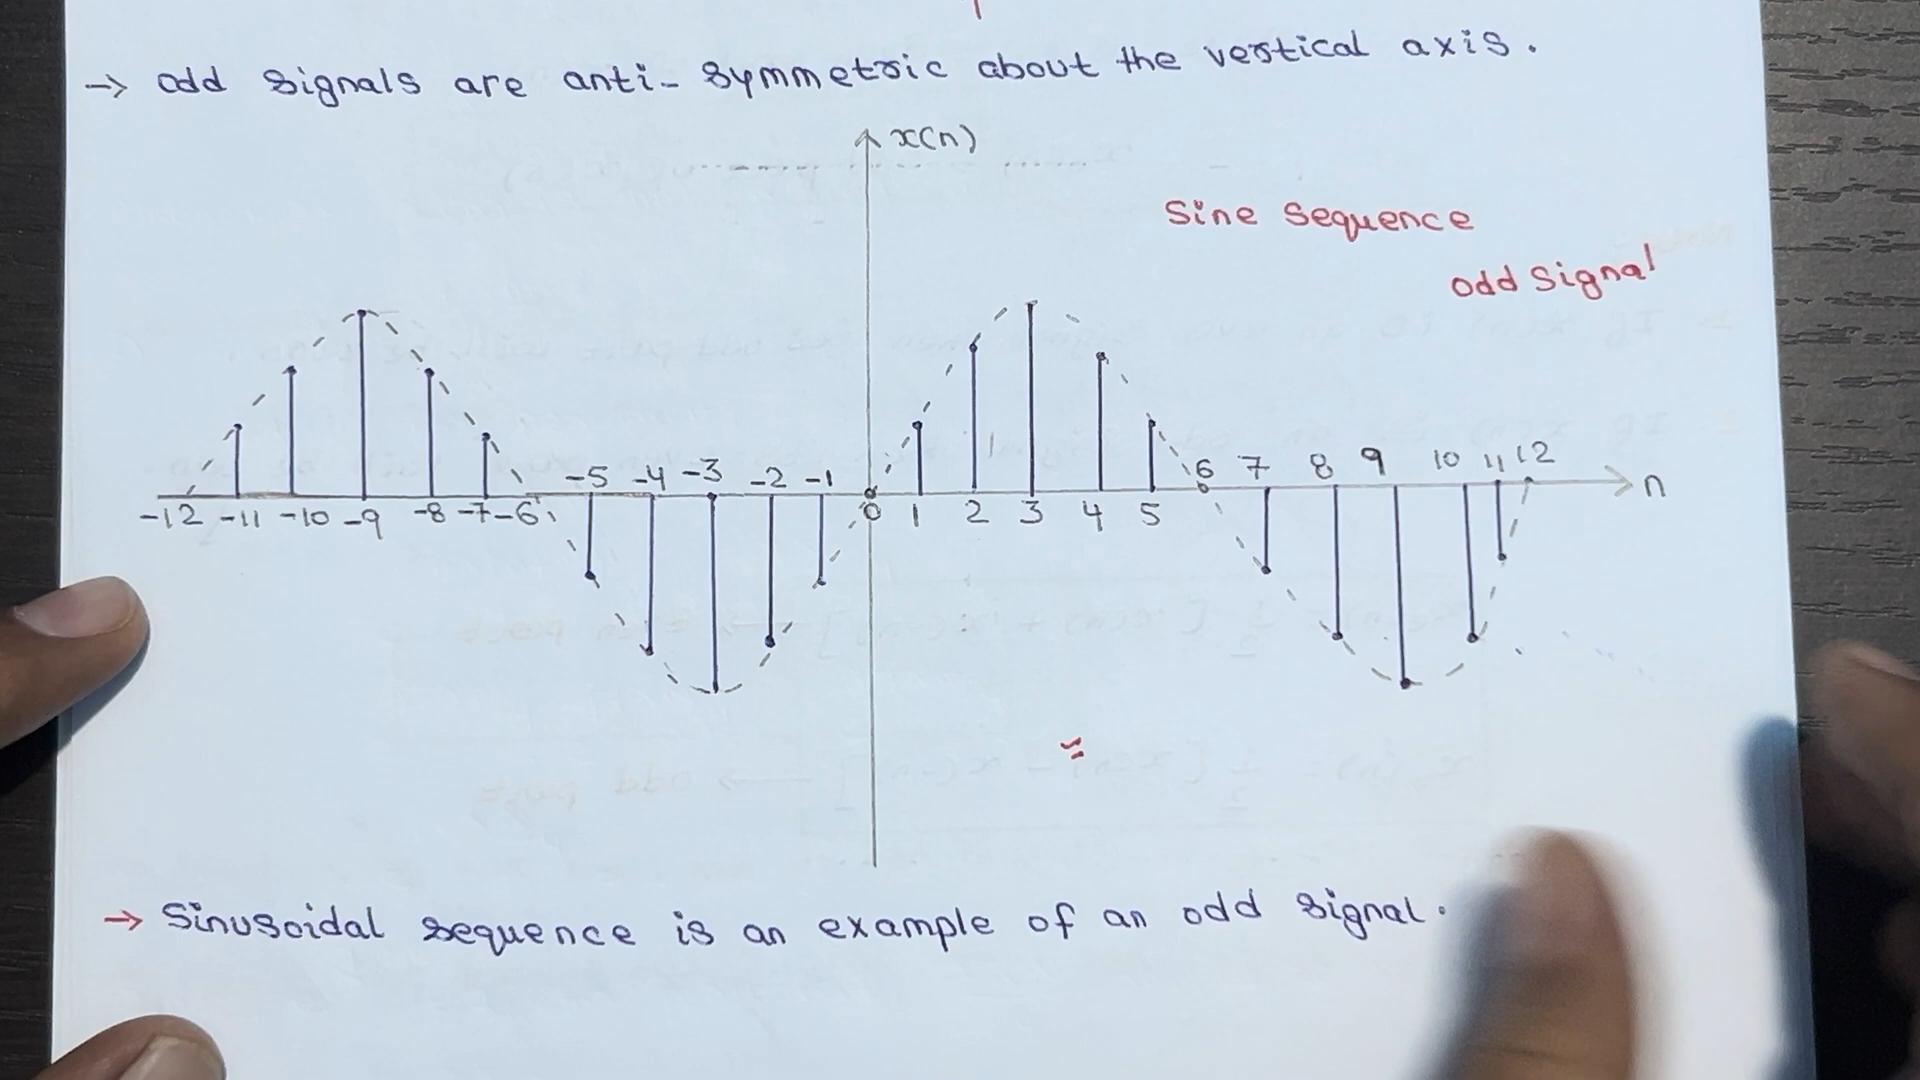 → odd signals are anti-symmetric about the vertical axis.
x(n)
Sine Sequence
odd signal
-5 -4 -3 -2 -1 6 7 8 9 10 11 12
n
-12 -11 -10 -9 -8 -7 -6 0 1 2 3 4 5
→ Sinusoidal sequence is an example of an odd signal.